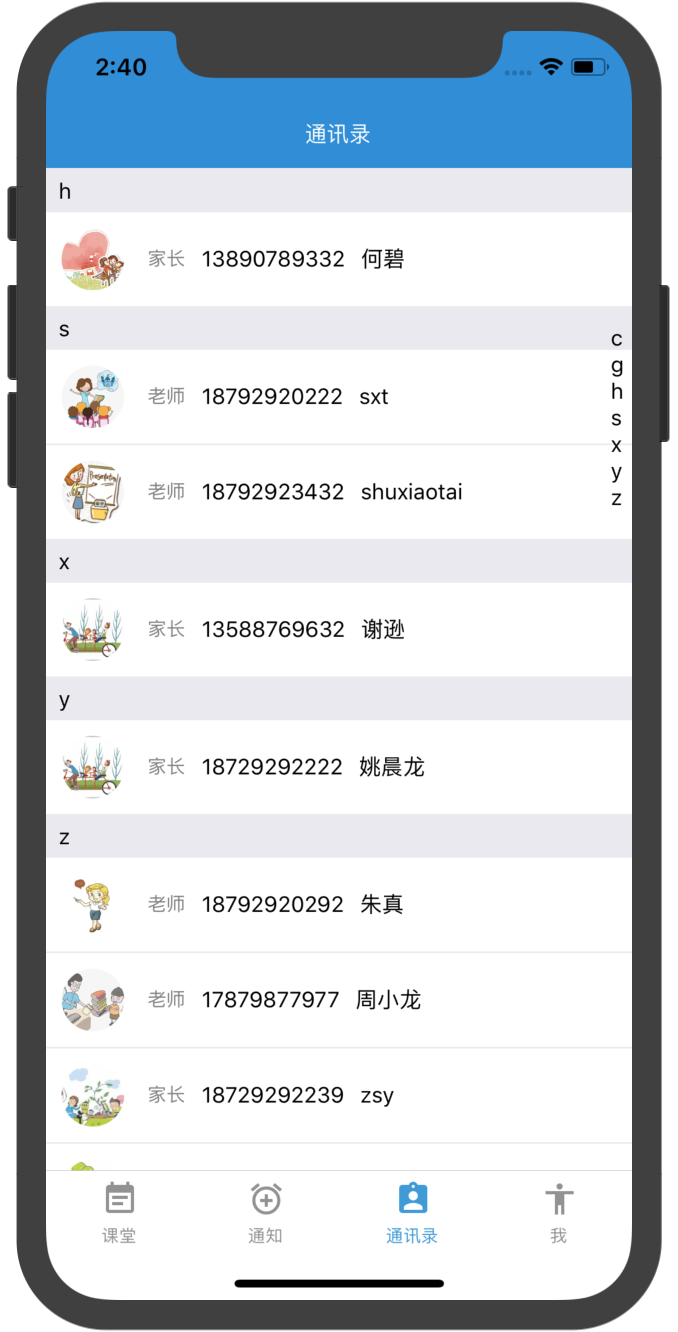 2:40
通讯录
h
家长 13890789332 何碧
s
老师 18792920222 sxt
老师 18792923432 shuxiaotai
x
家长 13588769632 谢逊
y
家长 18729292222 姚晨龙
z
老师 18792920292 朱真
老师 17879877977 周小龙
家长 18729292239 zsy
c
g
h
s
x
y
z
课堂 通知 通讯录 我